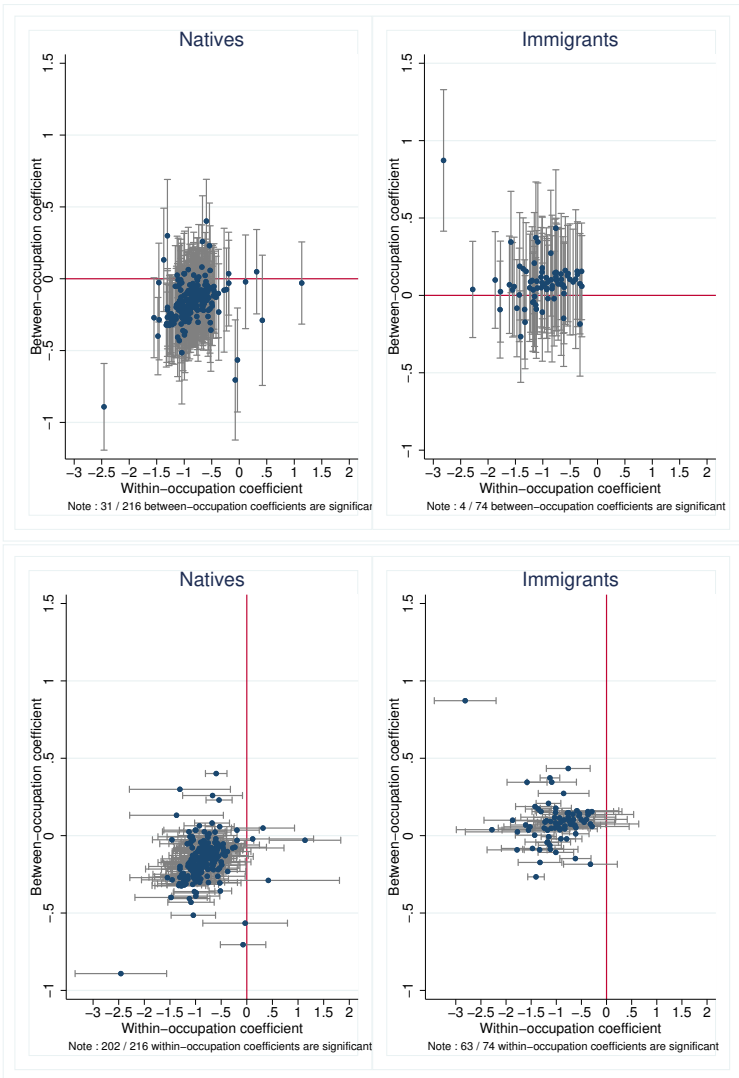 Natives
Immigrants
Between−occupation coefficient
1.5
1
.5
0
−.5
−1
−3 −2.5 −2 −1.5 −1 −.5 0 .5 1 1.5 2
Within−occupation coefficient
Note : 31 / 216 between−occupation coefficients are significan
Between−occupation coefficient
1.5
1
.5
0
−.5
−1
−3 −2.5 −2 −1.5 −1 −.5 0 .5 1 1.5 2
Within−occupation coefficient
Note : 4 / 74 between−occupation coefficients are significant
Natives
Immigrants
Between−occupation coefficient
1.5
1
.5
0
−.5
−1
−3 −2.5 −2 −1.5 −1 −.5 0 .5 1 1.5 2
Within−occupation coefficient
Note : 202 / 216 within−occupation coefficients are significant
Between−occupation coefficient
1.5
1
.5
0
−.5
−1
−3 −2.5 −2 −1.5 −1 −.5 0 .5 1 1.5 2
Within−occupation coefficient
Note : 63 / 74 within−occupation coefficients are significant